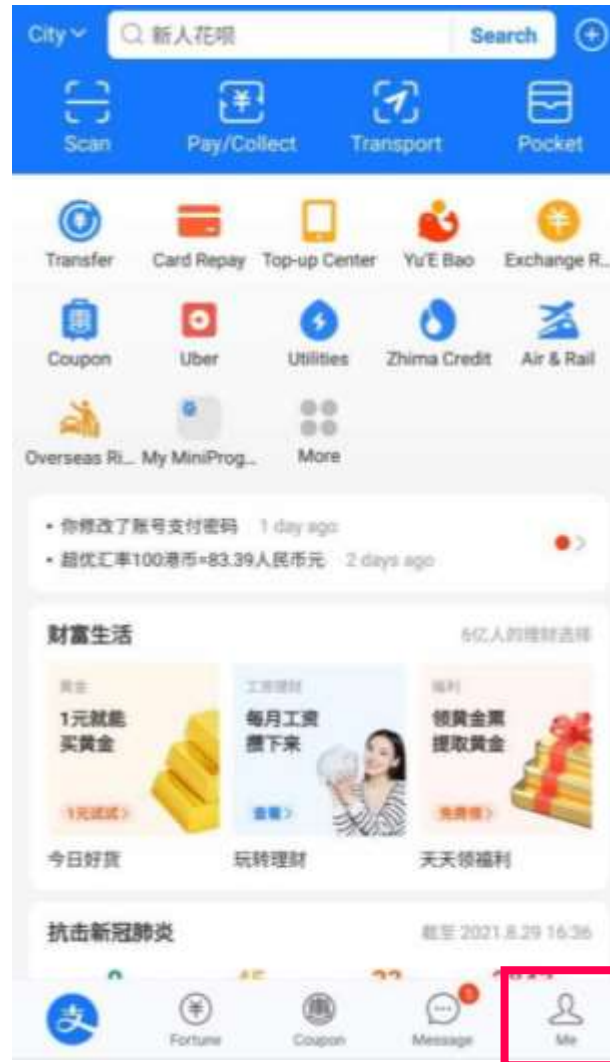 City 新人花呗 Search
Scan Pay/Collect Transport Pocket
Transfer Card Repay Top-up Center Yu'E Bao Exchange R...
Coupon Uber Utilities Zhima Credit Air & Rail
Overseas Ri... My MiniProg... More
• 你修改了账号支付密码 1 day ago
• 超优汇率100港币=83.39人民币元 2 days ago
财富生活 6亿人的理财选择
黄金 工资理财 福利
1元就能 每月工资 领黄金票
买黄金 攒下来 提取黄金
1元试试> 查看> 免费领>
今日好货 玩转理财 天天领福利
抗击新冠肺炎 截至 2021.8.29 16:36
支 Fortune Coupon Message 1 Me